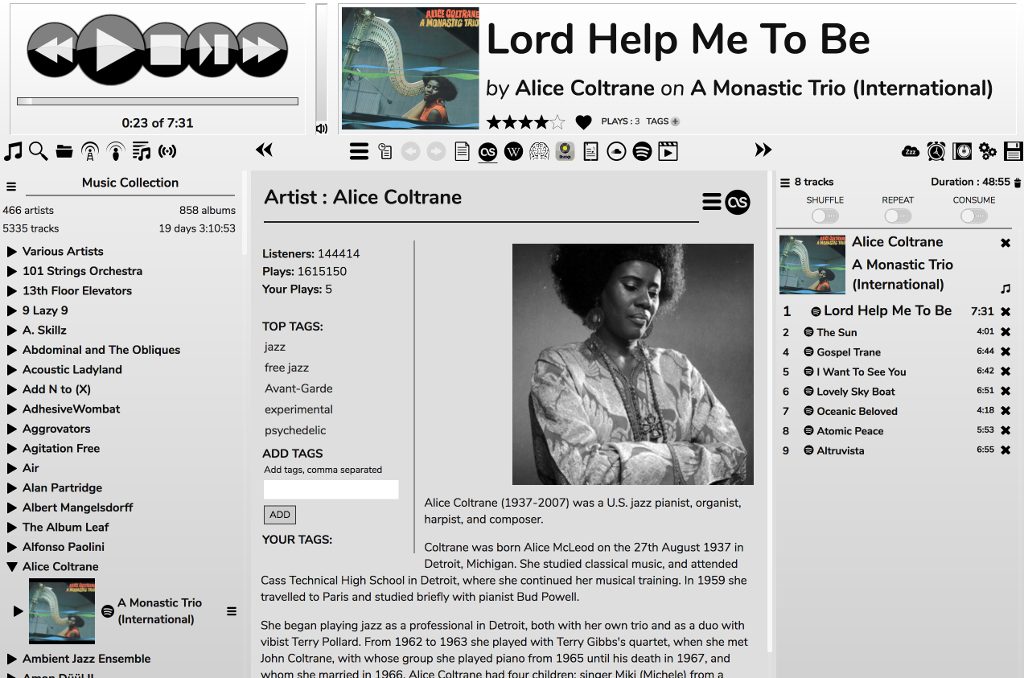 0:23 of 7:31
ALICE COLTRANE
A MONASTIC TRIO
Lord Help Me To Be
by Alice Coltrane on A Monastic Trio (International)
PLAYS : 3 TAGS
Music Collection
466 artists 858 albums
5335 tracks 19 days 3:10:53
Various Artists
101 Strings Orchestra
13th Floor Elevators
9 Lazy 9
A. Skillz
Abdominal and The Obliques
Acoustic Ladyland
Add N to (X)
AdhesiveWombat
Aggrovators
Agitation Free
Air
Alan Partridge
Albert Mangelsdorff
The Album Leaf
Alfonso Paolini
Alice Coltrane
A Monastic Trio
(International)
Ambient Jazz Ensemble
Amon Düül II
Artist : Alice Coltrane
Listeners: 144414
Plays: 1615150
Your Plays: 5
TOP TAGS:
jazz
free jazz
Avant-Garde
experimental
psychedelic
ADD TAGS
Add tags, comma separated
ADD
YOUR TAGS:
Alice Coltrane (1937-2007) was a U.S. jazz pianist, organist,
harpist, and composer.
Coltrane was born Alice McLeod on the 27th August 1937 in
Detroit, Michigan. She studied classical music, and attended
Cass Technical High School in Detroit, where she continued her musical training. In 1959 she
travelled to Paris and studied briefly with pianist Bud Powell.
She began playing jazz as a professional in Detroit, both with her own trio and as a duo with
vibist Terry Pollard. From 1962 to 1963 she played with Terry Gibbs's quartet, when she met
John Coltrane, with whose group she played piano from 1965 until his death in 1967, and
whom she married in 1966. Alice Coltrane had four children: singer Miki (Michele) from a
8 tracks Duration : 48:55
SHUFFLE REPEAT CONSUME
Alice Coltrane
A Monastic Trio
(International)
1 Lord Help Me To Be 7:31
2 The Sun 4:01
4 Gospel Trane 6:44
5 I Want To See You 6:42
6 Lovely Sky Boat 6:51
7 Oceanic Beloved 4:18
8 Atomic Peace 5:53
9 Altruvista 6:55